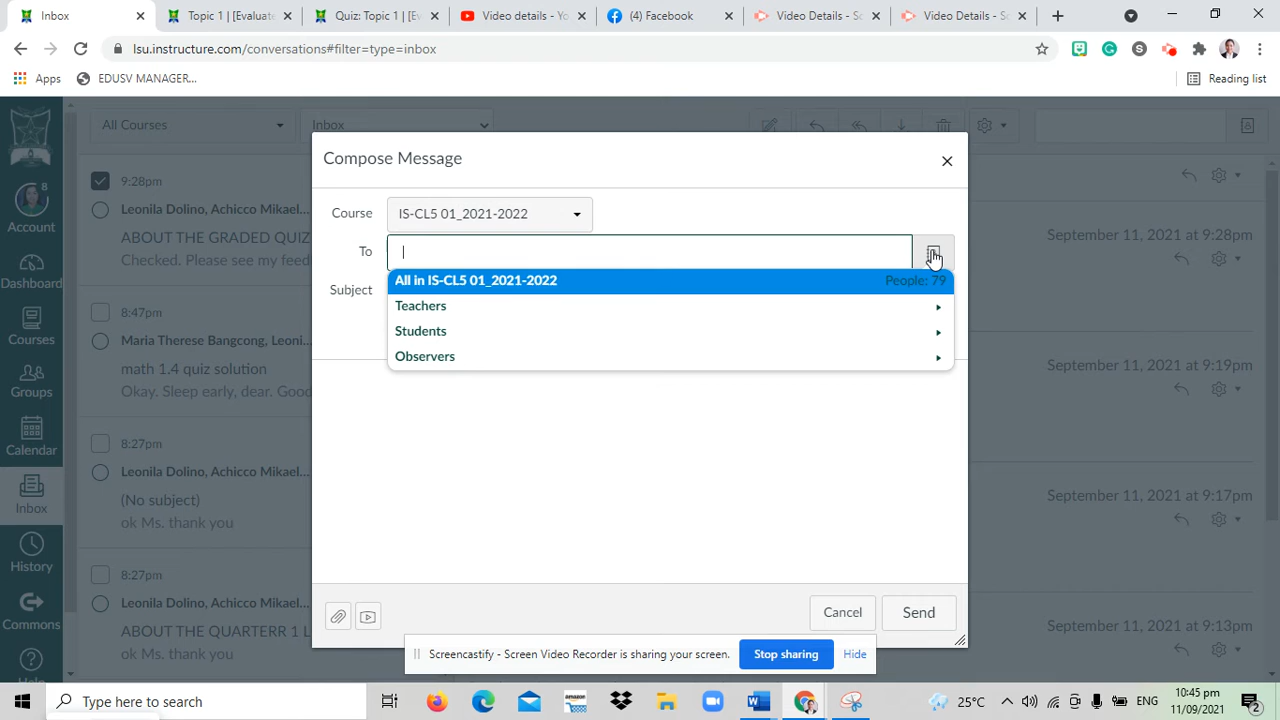 Inbox
Topic 1 | [Evaluate
Quiz: Topic 1 | [E
Video details - Yo
(4) Facebook
Video Details - Sc
Video Details - Sc
lsu.instructure.com/conversations#filter=type=inbox
Apps
EDUSV MANAGER...
Reading list
All Courses
Inbox
Compose Message
8
Account
Dashboard
Courses
Groups
Calendar
Inbox
History
Commons
Help
9:28pm
Leonila Dolino, Achicco Mikael...
ABOUT THE GRADED QUIZ
Checked. Please see my feed
8:47pm
Maria Therese Bangcong, Leoni...
math 1.4 quiz solution
Okay. Sleep early, dear. Good
8:27pm
Leonila Dolino, Achicco Mikael...
(No subject)
ok Ms. thank you
8:27pm
Leonila Dolino, Achicco Mikael...
ABOUT THE QUARTERR 1 L
ok Ms. thank you
Course
IS-CL5 01_2021-2022
To
Subject
All in IS-CL5 01_2021-2022
People: 79
Teachers
Students
Observers
Cancel
Send
September 11, 2021 at 9:28pm
September 11, 2021 at 9:19pm
September 11, 2021 at 9:17pm
September 11, 2021 at 9:13pm
Screencastify - Screen Video Recorder is sharing your screen.
Stop sharing
Hide
Type here to search
amazon
25°C
ENG
10:45 pm
11/09/2021
2